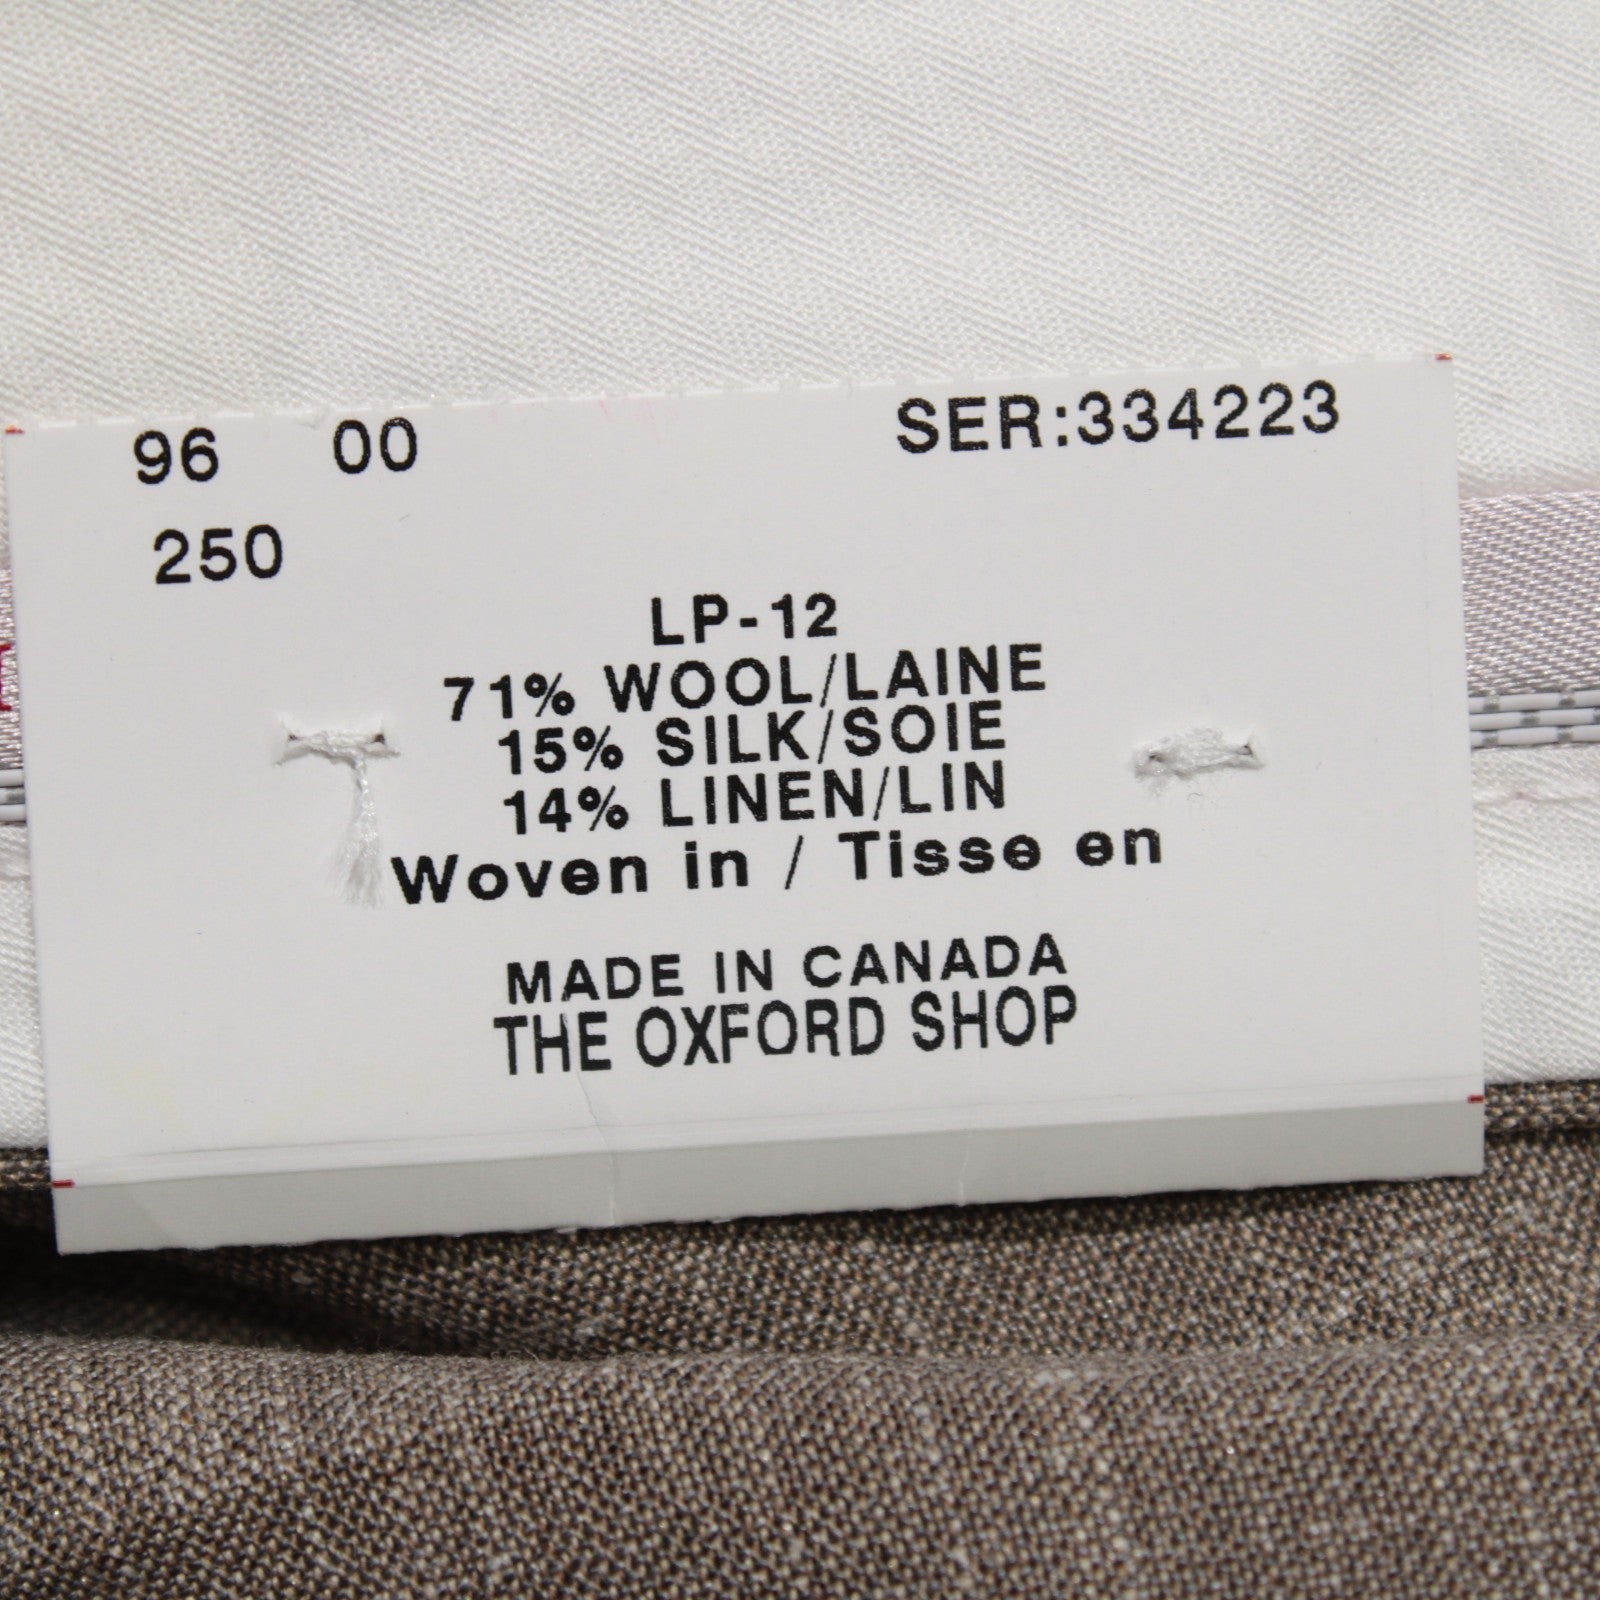 96 00 SER:334223
250
LP-12
71% WOOL/LAINE
15% SILK/SOIE
14% LINEN/LIN
Woven in / Tisse en
MADE IN CANADA
THE OXFORD SHOP